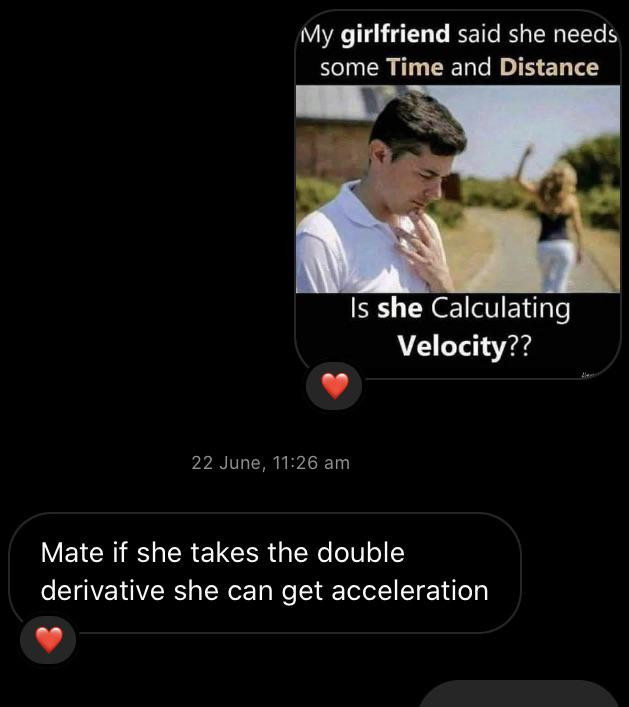 My girlfriend said she needs
some Time and Distance
Is she Calculating
Velocity??
22 June, 11:26 am
Mate if she takes the double
derivative she can get acceleration